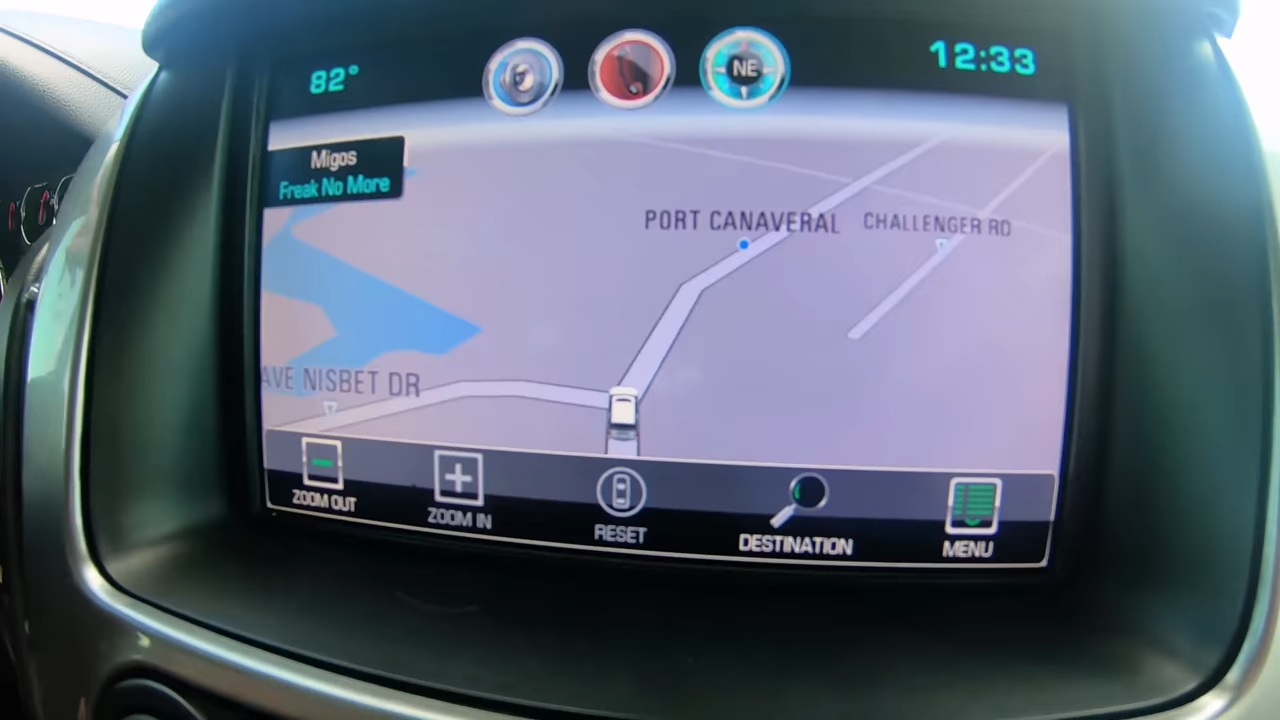 82°
NE
12:33
Migos
Freak No More
PORT CANAVERAL
CHALLENGER RD
AVE NISBET DR
ZOOM OUT
ZOOM IN
RESET
DESTINATION
MENU